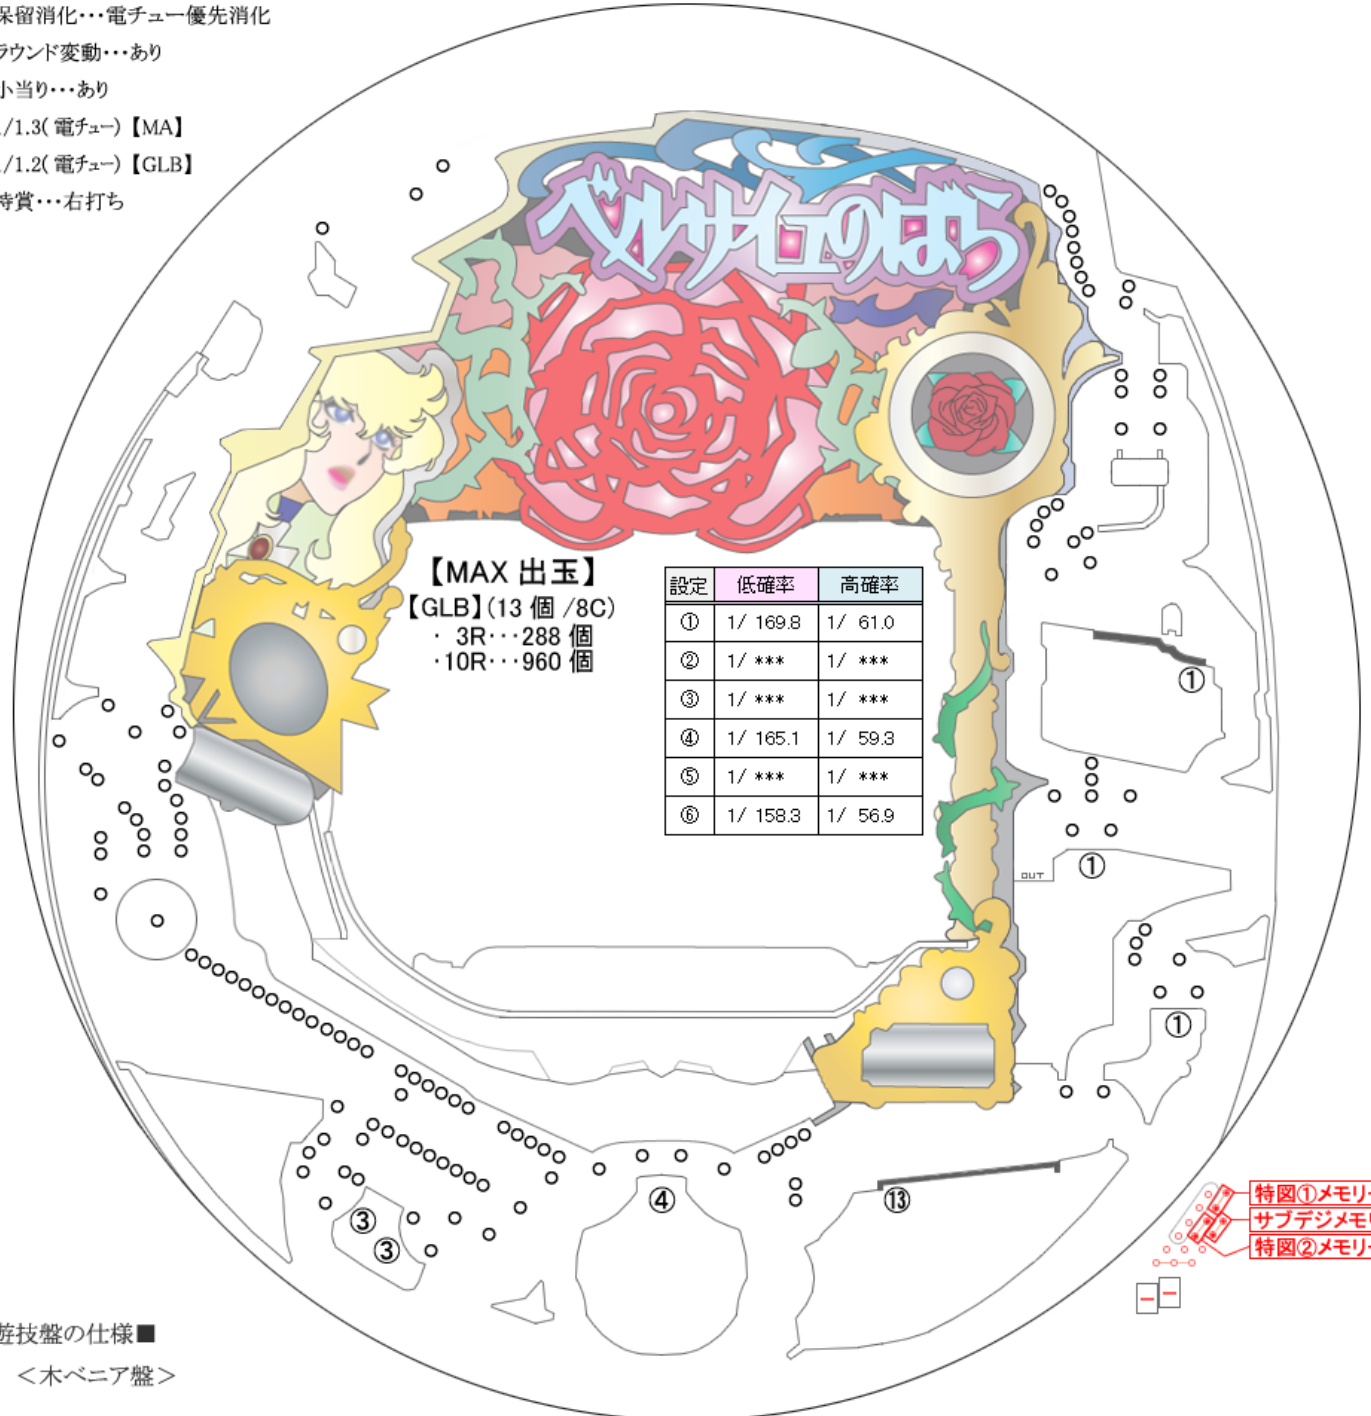 保留消化･･･電チュー優先消化
ラウンド変動･･･あり
小当り･･･あり
/1.3(電チュー)【MA】
/1.2(電チュー)【GLB】
特賞･･･右打ち
ベルサイユのばら
【MAX 出玉】
【GLB】(13 個 /8C)
・ 3R･･･288 個
・10R･･･960 個
設定 低確率 高確率
① 1/ 169.8 1/ 61.0
② 1/ *** 1/ ***
③ 1/ *** 1/ ***
④ 1/ 165.1 1/ 59.3
⑤ 1/ *** 1/ ***
⑥ 1/ 158.3 1/ 56.9
①
OUT
①
①
④
⑬
③
③
特図①メモリ
サブデジメモ
特図②メモリ
遊技盤の仕様■
＜木ベニア盤＞